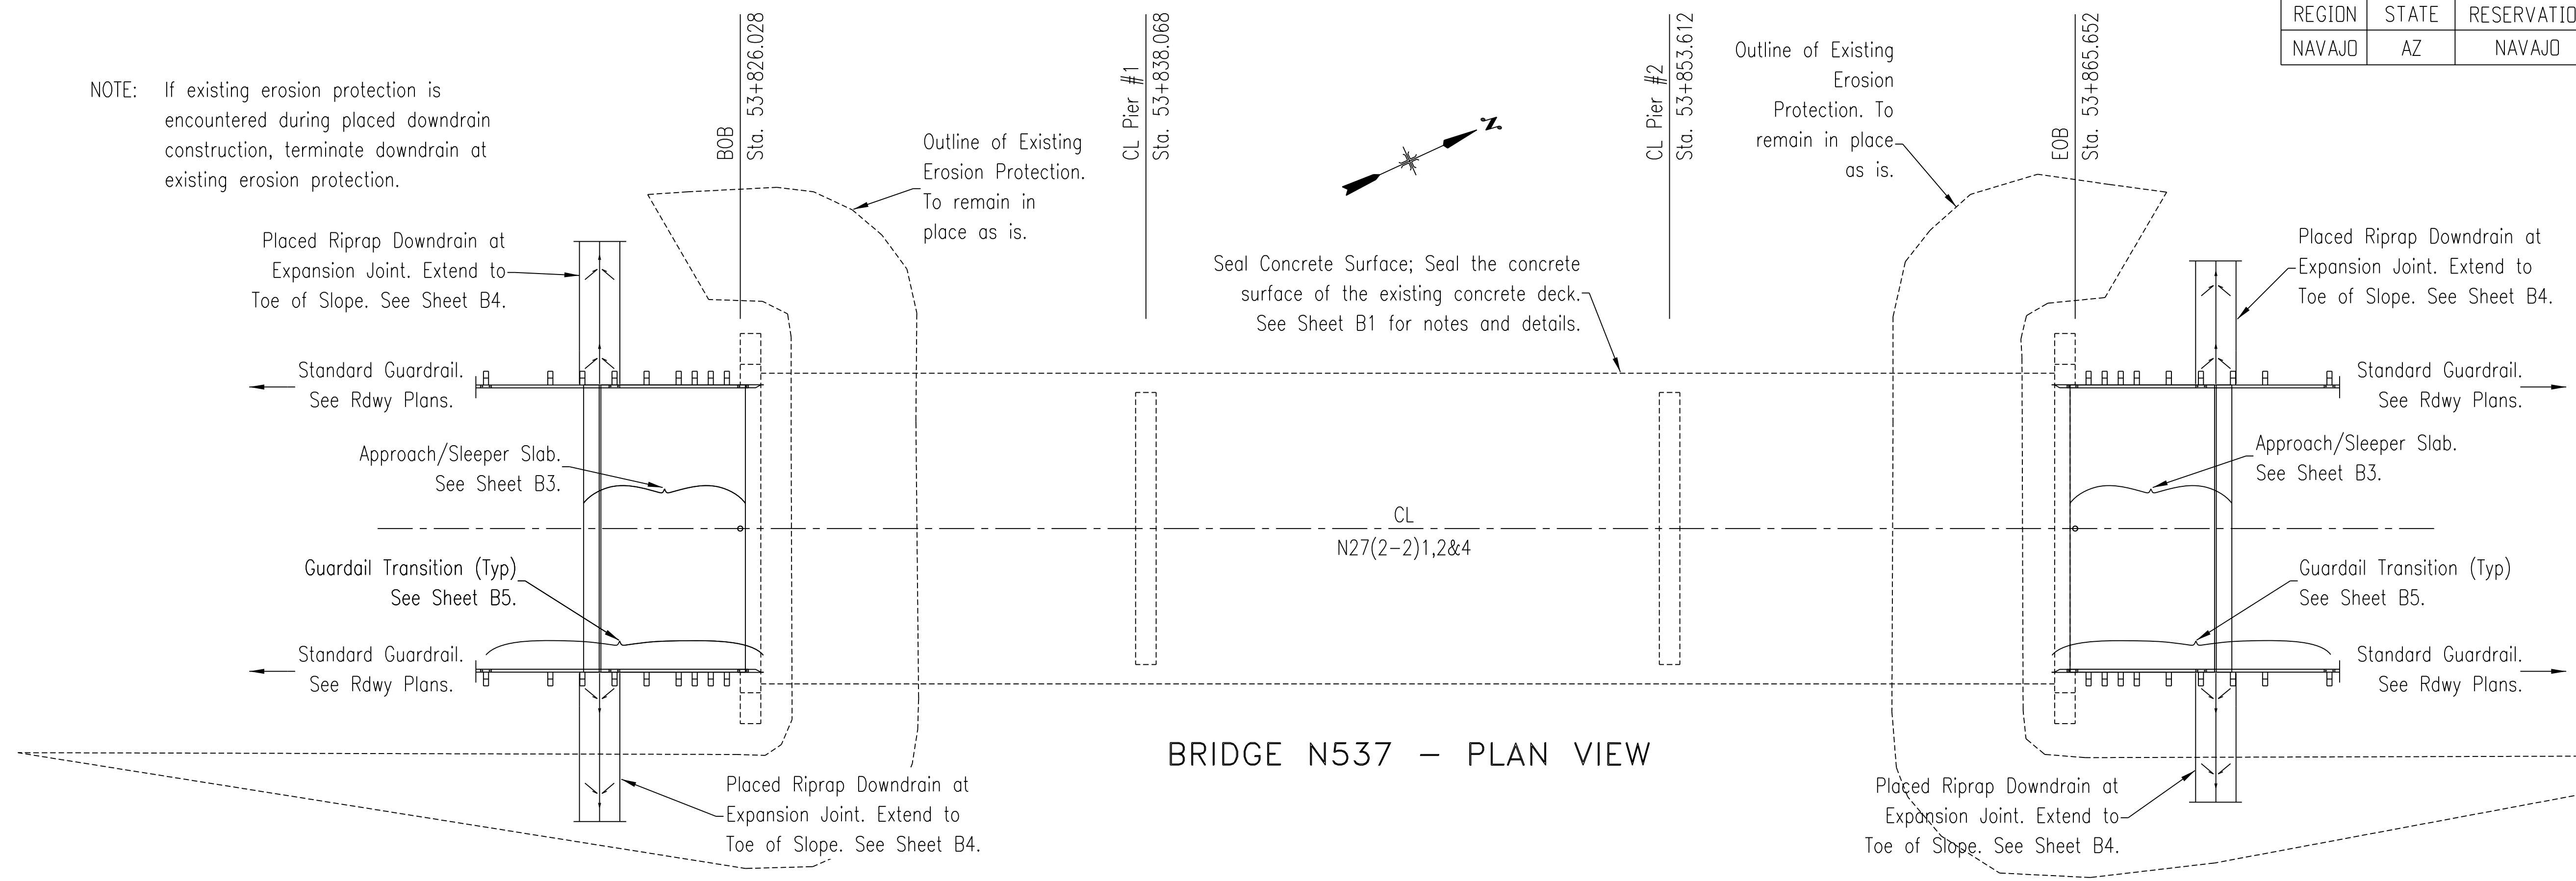 REGION STATE
NAVAJO AZ NAVAJO
NOTE: If existing erosion protection is
encountered during placed downdrain
construction, terminate downdrain at
existing erosion protection.
BOB
Sta. 53+826.028
Outline of Existing
Erosion Protection.
To remain in
place as is.
CL Pier #1
Sta. 53+838.068
N
CL Pier #2
Sta. 53+853.612
Outline of Existing
Erosion
Protection. To
remain in place
as is.
EOB
Sta. 53+865.652
Placed Riprap Downdrain at
Expansion Joint. Extend to
Toe of Slope. See Sheet B4.
Seal Concrete Surface; Seal the concrete
surface of the existing concrete deck.
See Sheet B1 for notes and details.
Placed Riprap Downdrain at
Expansion Joint. Extend to
Toe of Slope. See Sheet B4.
Standard Guardrail.
See Rdwy Plans.
Standard Guardrail.
See Rdwy Plans.
Approach/Sleeper Slab.
See Sheet B3.
Approach/Sleeper Slab.
See Sheet B3.
CL
N27(2-2)1,2&4
Guardail Transition (Typ)
See Sheet B5.
Guardail Transition (Typ)
See Sheet B5.
Standard Guardrail.
See Rdwy Plans.
Standard Guardrail.
See Rdwy Plans.
BRIDGE N537 - PLAN VIEW
Placed Riprap Downdrain at
Expansion Joint. Extend to
Toe of Slope. See Sheet B4.
Placed Riprap Downdrain at
Expansion Joint. Extend to
Toe of Slope. See Sheet B4.